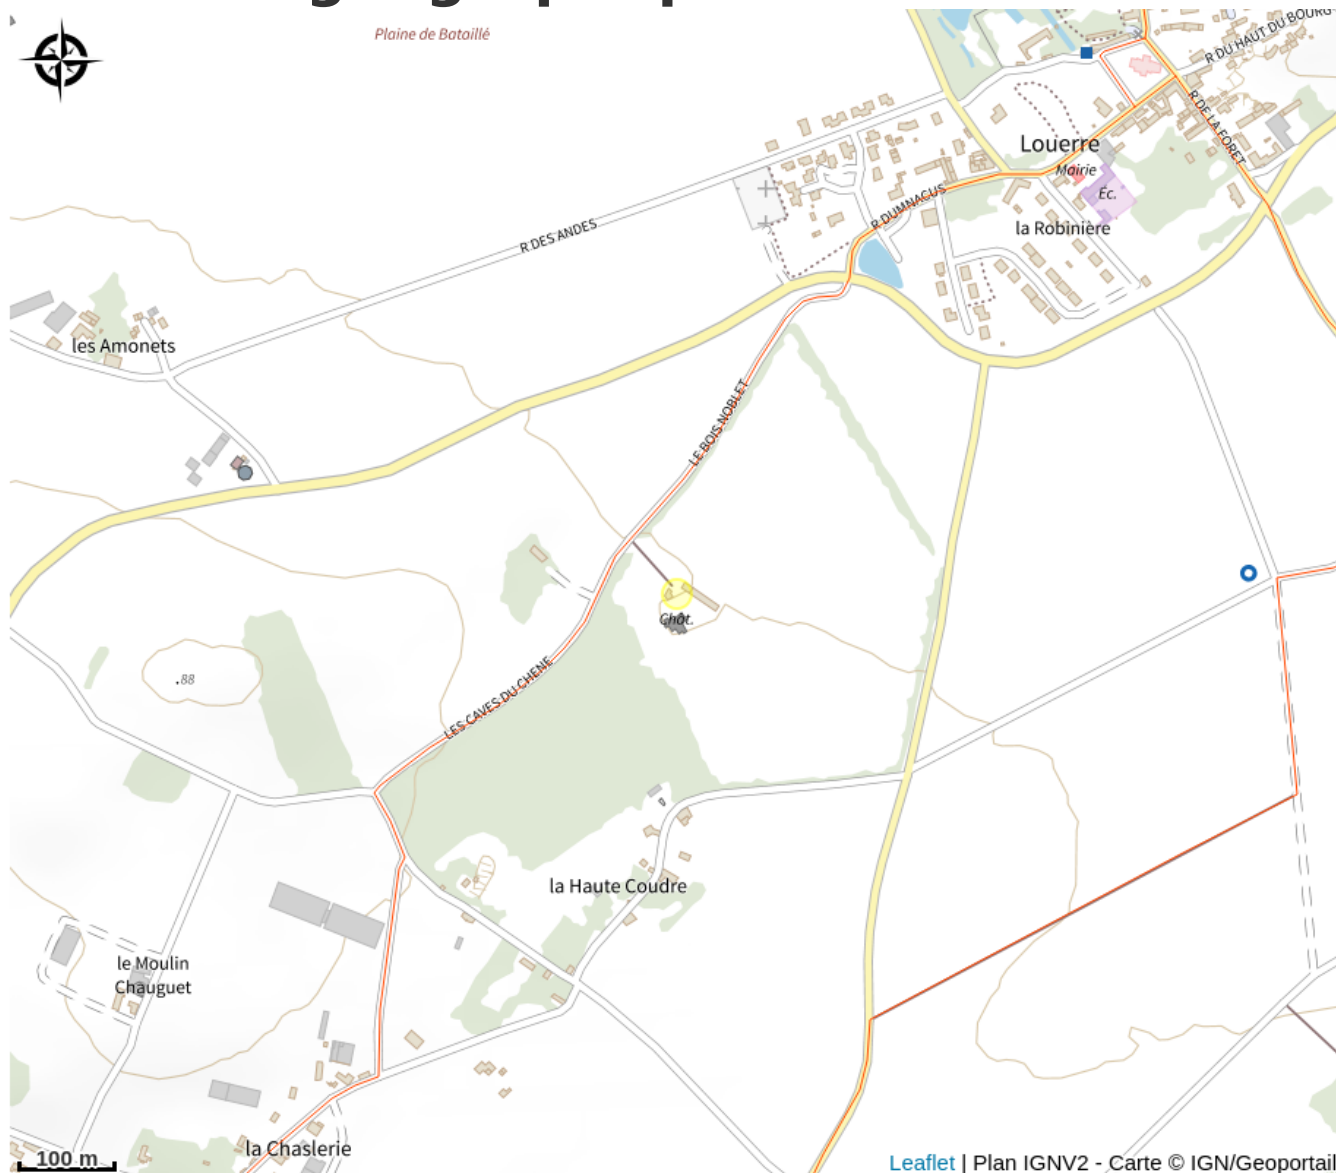 Plaine de Bataillé
R DU HAUT DU BOURG
R DE LA FORET
Louerre
Mairie
Éc.
R DUMNACUS
la Robinière
R DES ANDES
les Amonets
LE BOIS NOBLET
Chât.
.88
LES CAVES DU CHENE
la Haute Coudre
le Moulin
Chauguet
la Chaslerie
100 m
Leaflet | Plan IGNV2 - Carte © IGN/Geoportail